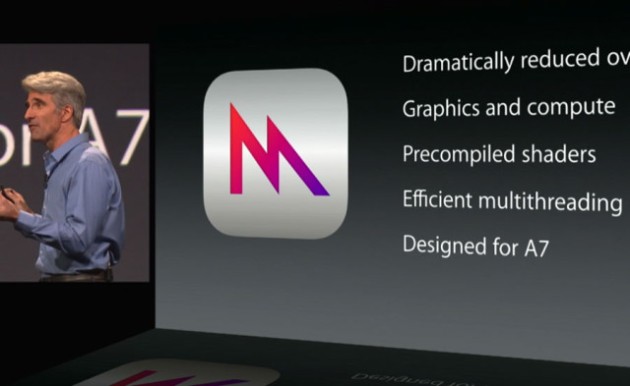 or A7
Dramatically reduced ov
Graphics and compute
Precompiled shaders
Efficient multithreading
Designed for A7